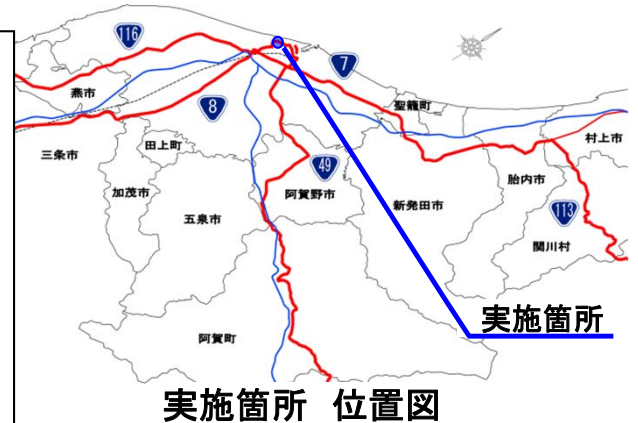 116
7
燕市
8
聖籠町
三条市
田上町
49
村上市
加茂市
阿賀野市
新発田市
胎内市
五泉市
113
関川村
実施箇所
阿賀町
実施箇所 位置図